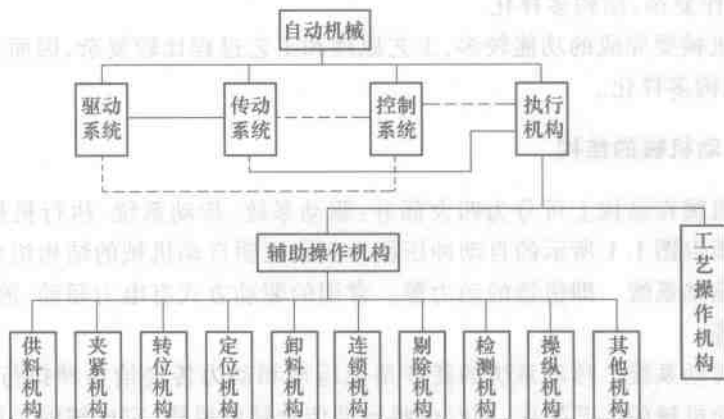 自动机械
驱动
系统
传动
系统
控制
系统
执行
机构
辅助操作机构
工艺操作机构
供料机构
夹紧机构
转位机构
定位机构
卸料机构
连锁机构
剔除机构
检测机构
操纵机构
其他机构